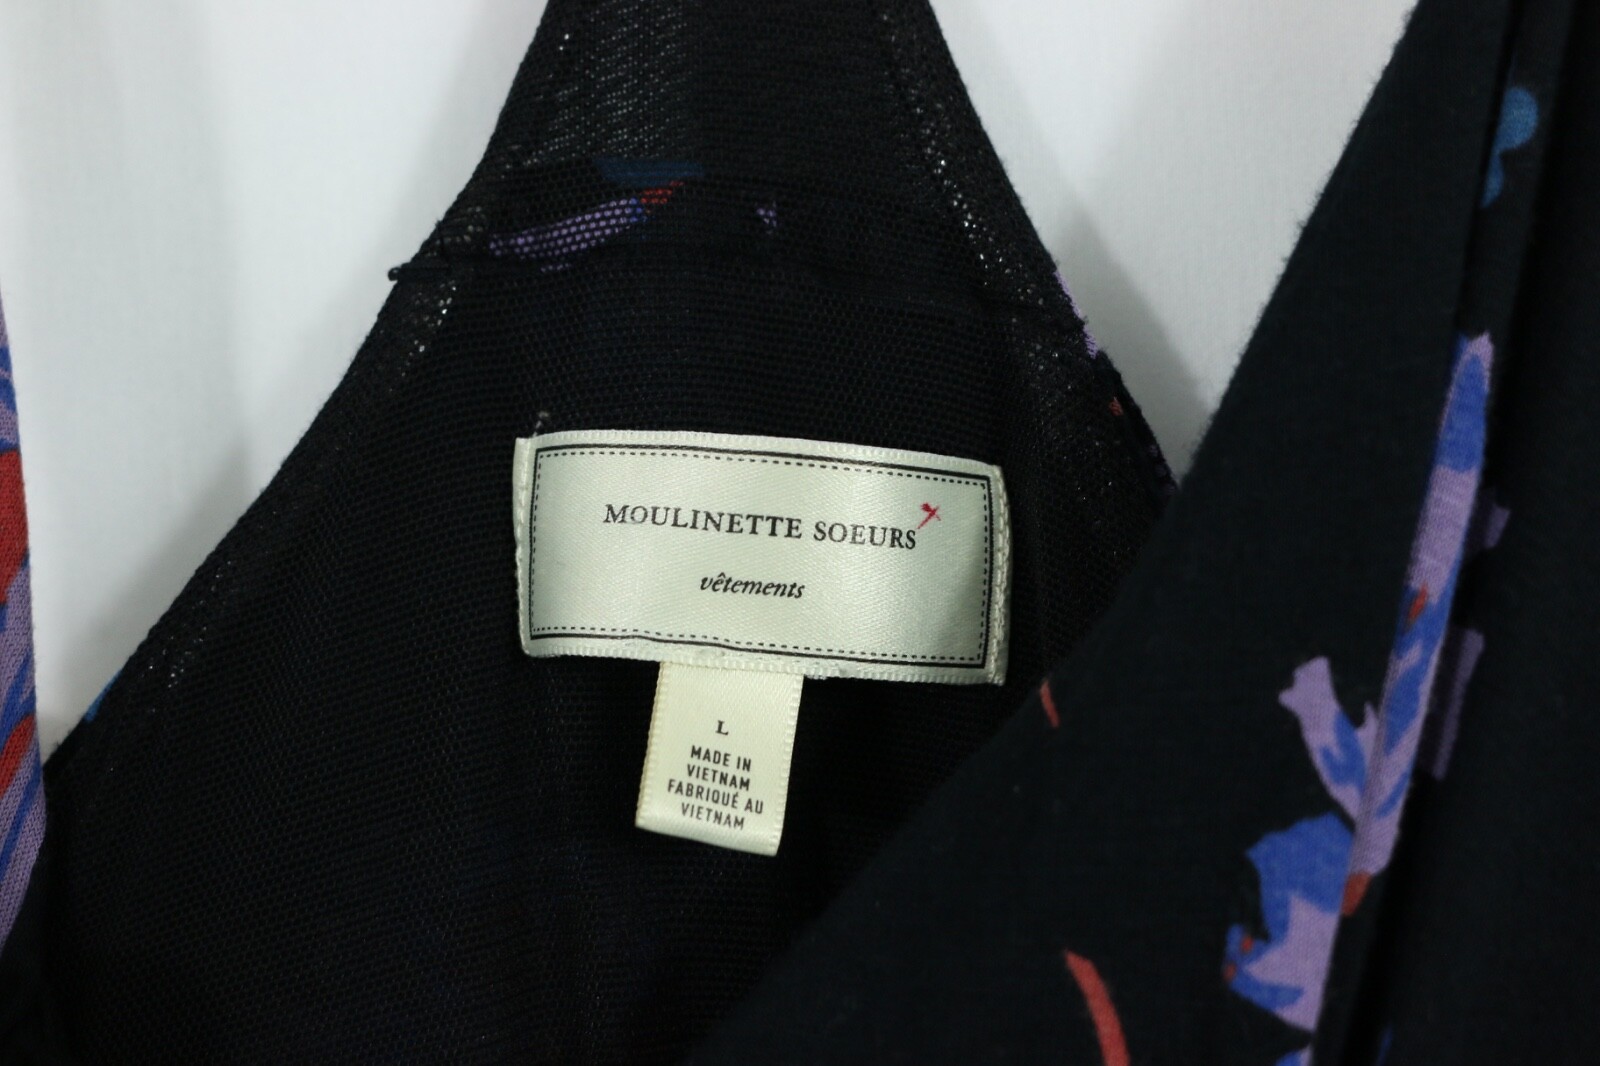 MOULINETTE SOEURS
vêtements
L
MADE IN
VIETNAM
FABRIQUÉ AU
VIETNAM